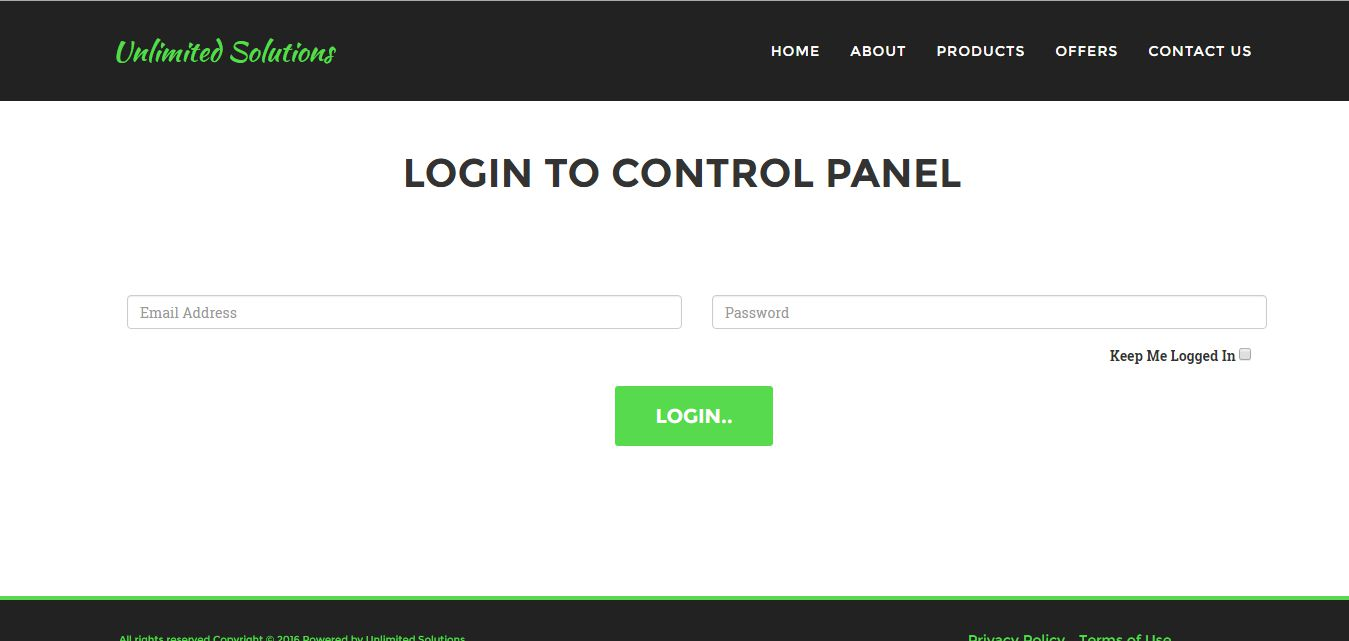 Unlimited Solutions
HOME ABOUT PRODUCTS OFFERS CONTACT US
LOGIN TO CONTROL PANEL
Email Address Password
Keep Me Logged In
LOGIN..
All rights reserved Copyright © 2016 Powered by Unlimited Solutions Privacy Policy Terms of Use